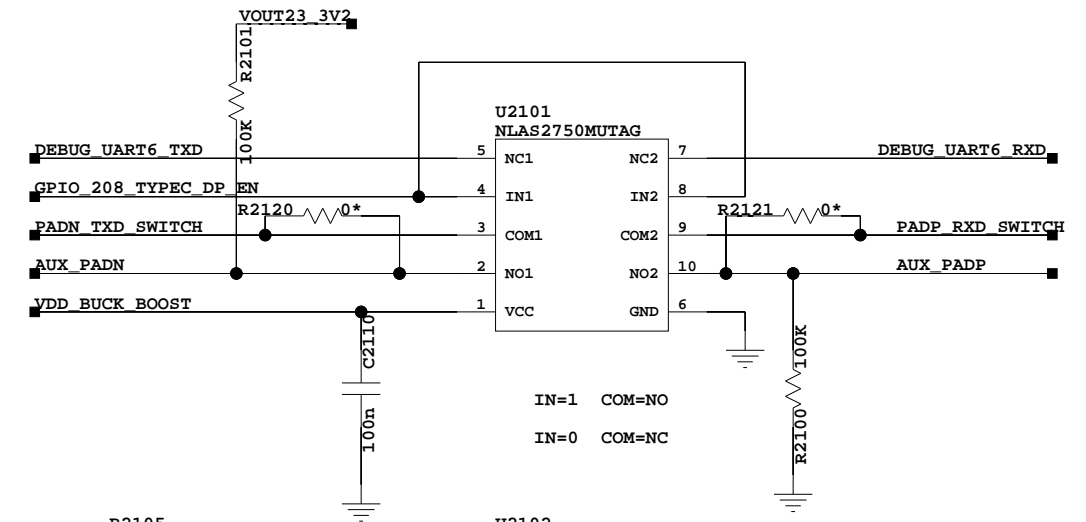 VOUT23_3V2
R2101
100K
U2101
NLAS2750MUTAG
DEBUG_UART6_TXD
5 NC1 NC2 7
DEBUG_UART6_RXD
GPIO_208_TYPEC_DP_EN
4 IN1 IN2 8
R2120 0*
R2121 0*
PADN_TXD_SWITCH
3 COM1 COM2 9
PADP_RXD_SWITCH
AUX_PADN
2 NO1 NO2 10
AUX_PADP
VDD_BUCK_BOOST
1 VCC GND 6
C2110
100n
100K
R2100
IN=1 COM=NO
IN=0 COM=NC